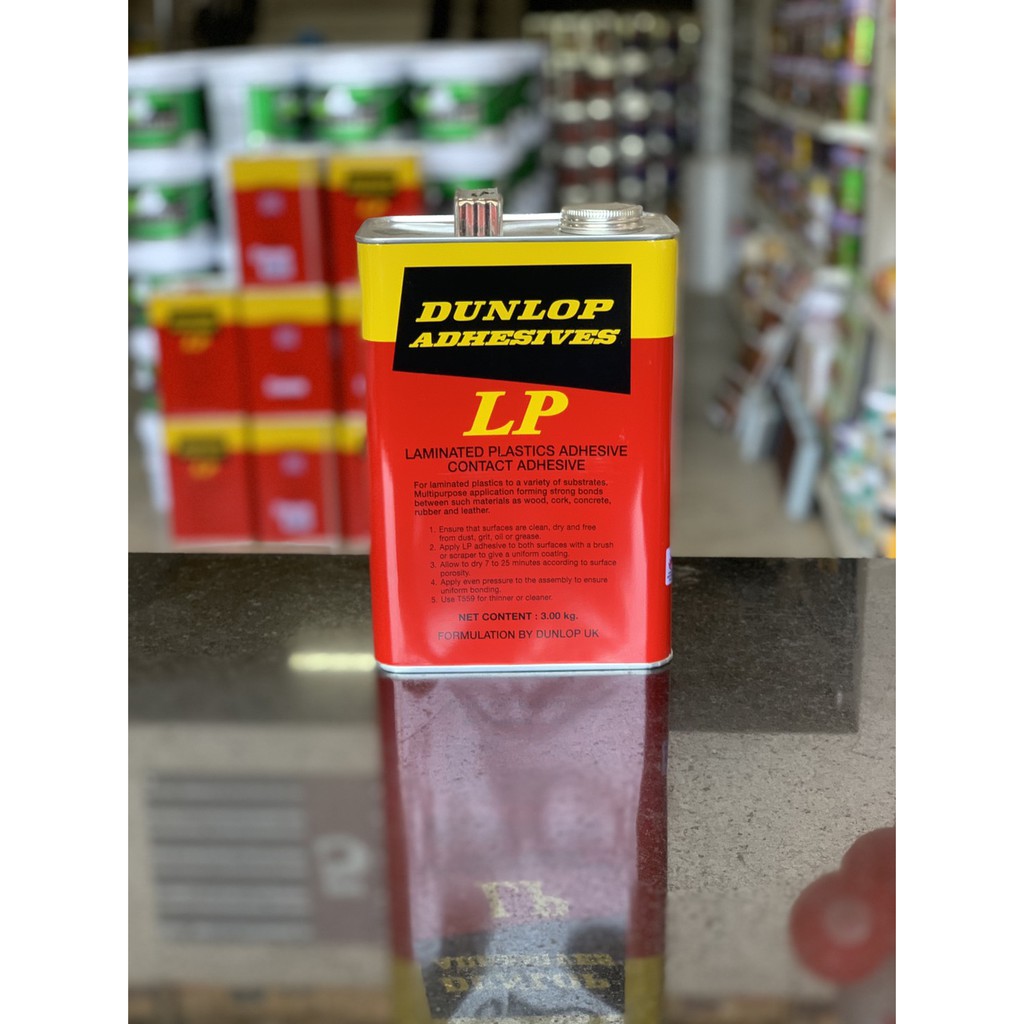 DUNLOP
ADHESIVES
LP
LAMINATED PLASTICS ADHESIVE
CONTACT ADHESIVE
For laminated plastics to a variety of substrates.
Multipurpose application forming strong bonds
between such materials as wood, cork, concrete,
rubber and leather.
1. Ensure that surfaces are clean, dry and free
from dust, grit, oil or grease.
2. Apply LP adhesive to both surfaces with a brush
or scraper to give a uniform coating.
3. Allow to dry 7 to 25 minutes according to surface
porosity.
4. Apply even pressure to the assembly to ensure
uniform bonding.
5. Use T559 for thinner or cleaner.
NET CONTENT : 3.00 kg.
FORMULATION BY DUNLOP UK